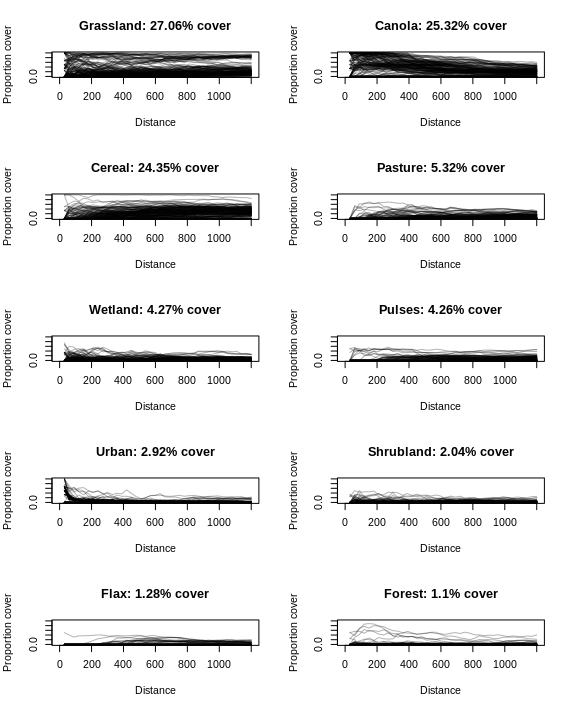 Grassland: 27.06% cover
Proportion cover
0.0
0 200 400 600 800 1000
Distance
Canola: 25.32% cover
Proportion cover
0.0
0 200 400 600 800 1000
Distance
Cereal: 24.35% cover
Proportion cover
0.0
0 200 400 600 800 1000
Distance
Pasture: 5.32% cover
Proportion cover
0.0
0 200 400 600 800 1000
Distance
Wetland: 4.27% cover
Proportion cover
0.0
0 200 400 600 800 1000
Distance
Pulses: 4.26% cover
Proportion cover
0.0
0 200 400 600 800 1000
Distance
Urban: 2.92% cover
Proportion cover
0.0
0 200 400 600 800 1000
Distance
Shrubland: 2.04% cover
Proportion cover
0.0
0 200 400 600 800 1000
Distance
Flax: 1.28% cover
Proportion cover
0.0
0 200 400 600 800 1000
Distance
Forest: 1.1% cover
Proportion cover
0.0
0 200 400 600 800 1000
Distance